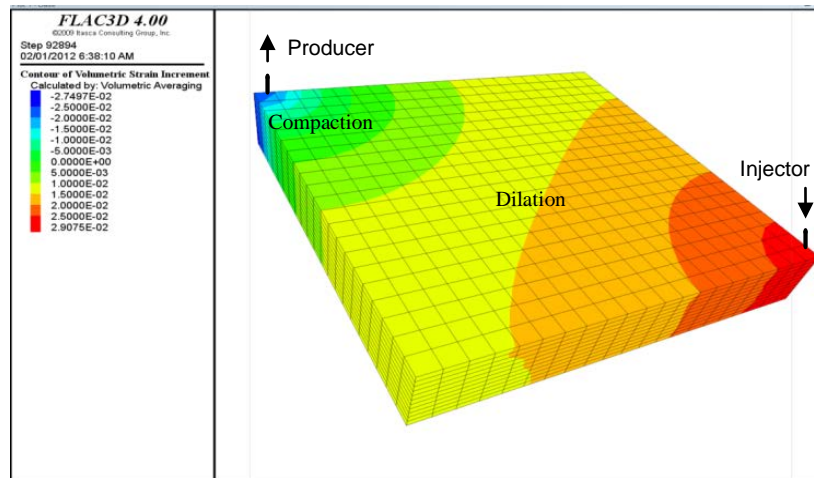 FLAC3D 4.00
©2009 Itasca Consulting Group, Inc.
Step 92894
02/01/2012 6:38:10 AM
Contour of Volumetric Strain Increment
Calculated by: Volumetric Averaging
-2.7497E-02
-2.5000E-02
-2.0000E-02
-1.5000E-02
-1.0000E-02
-5.0000E-03
0.0000E+00
5.0000E-03
1.0000E-02
1.5000E-02
2.0000E-02
2.5000E-02
2.9075E-02
Producer
Compaction
Injector
Dilation